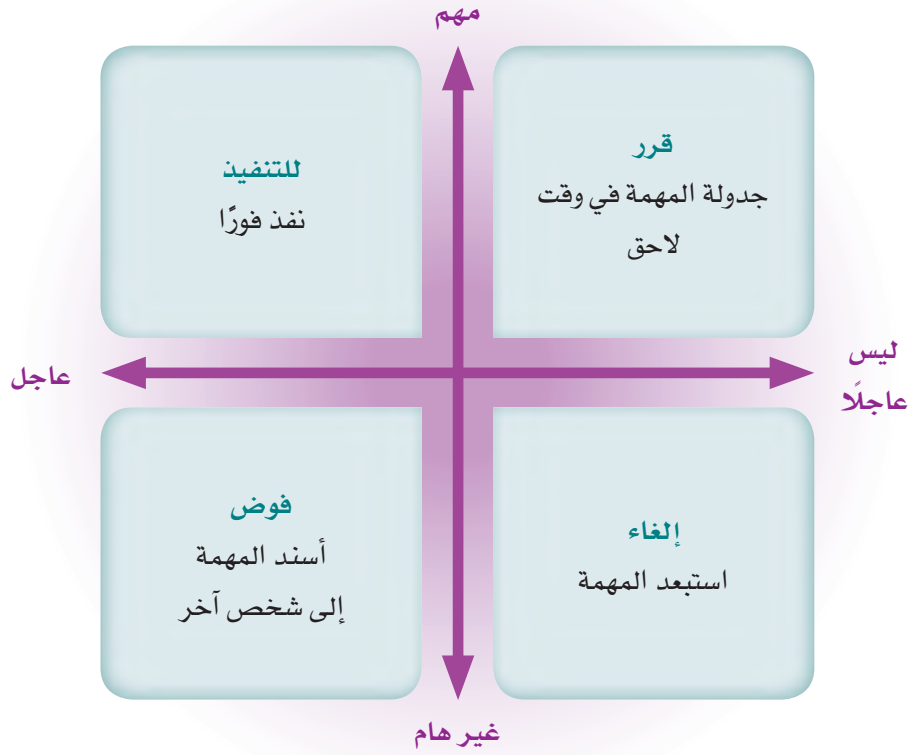 مهم
قرر
جدولة المهمة في وقت
لاحق
للتنفيذ
نفذ فورًا
ليس
عاجلًا
عاجل
إلغاء
استبعد المهمة
فوض
أسند المهمة
إلى شخص آخر
غير هام